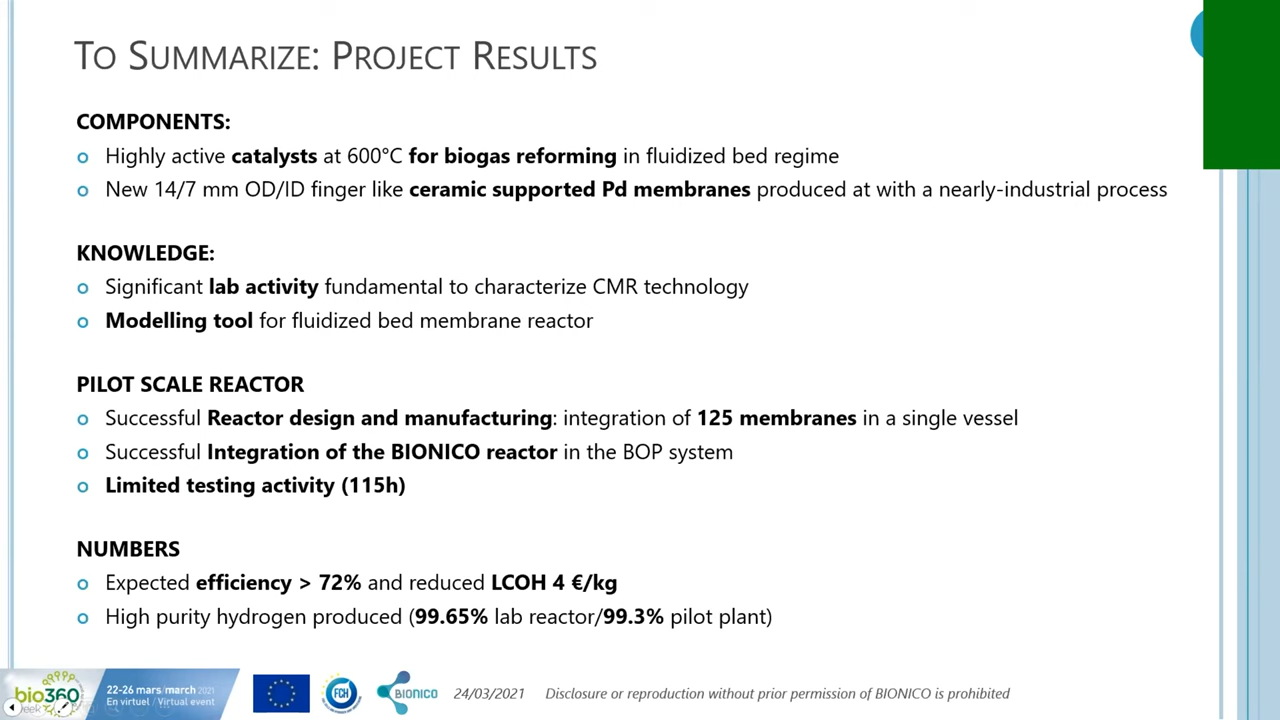 TO SUMMARIZE: PROJECT RESULTS
COMPONENTS:
Highly active catalysts at 600°C for biogas reforming in fluidized bed regime
New 14/7 mm OD/ID finger like ceramic supported Pd membranes produced at with a nearly-industrial process
KNOWLEDGE:
Significant lab activity fundamental to characterize CMR technology
Modelling tool for fluidized bed membrane reactor
PILOT SCALE REACTOR
Successful Reactor design and manufacturing: integration of 125 membranes in a single vessel
Successful Integration of the BIONICO reactor in the BOP system
Limited testing activity (115h)
NUMBERS
Expected efficiency > 72% and reduced LCOH 4 €/kg
High purity hydrogen produced (99.65% lab reactor/99.3% pilot plant)
bio360
22-26 mars/march 2021
En virtuel / Virtual event
FCH
BIONICO
24/03/2021
Disclosure or reproduction without prior permission of BIONICO is prohibited